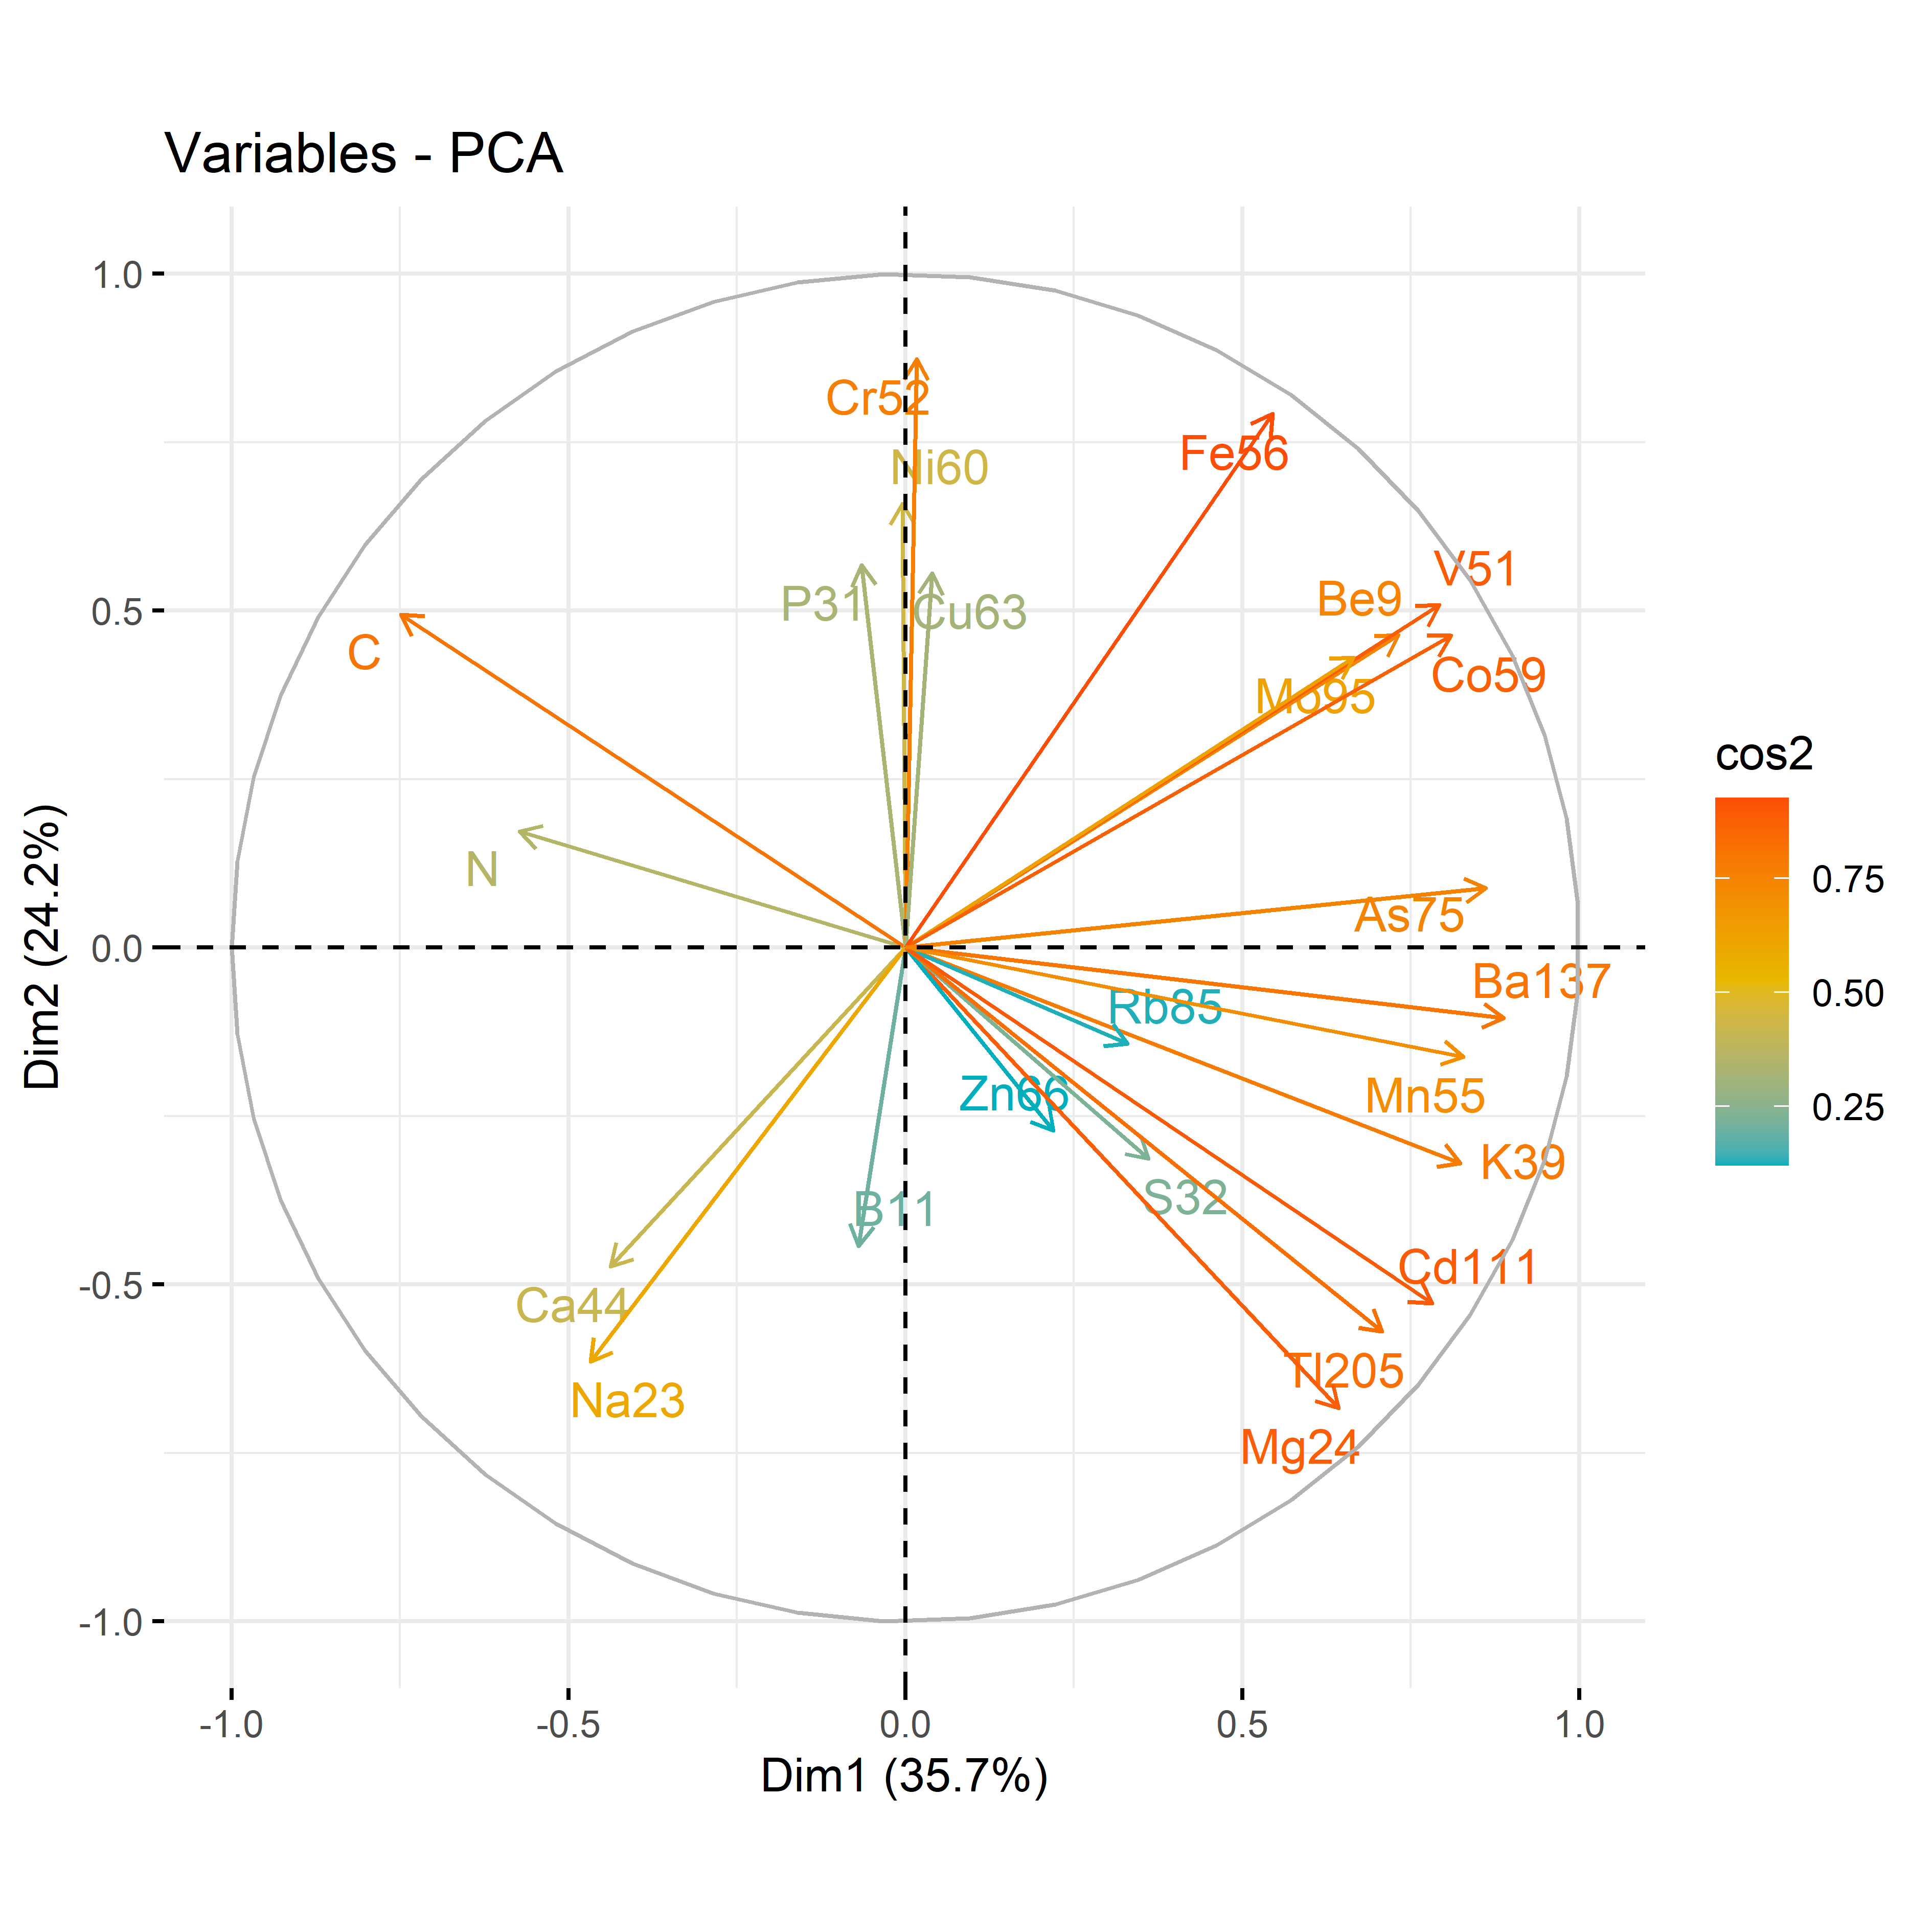 Variables - PCA
1.0
0.5
0.0
-0.5
-1.0
Dim2 (24.2%)
Cr52
Ni60
Fe56
P31
Cu63
V51
Be9
Co59
Mo95
C
N
As75
Ba137
Rb85
Mn55
Zn66
K39
S32
B11
Cd111
Ca44
Tl205
Na23
Mg24
-1.0
-0.5
0.0
0.5
1.0
Dim1 (35.7%)
cos2
0.75
0.50
0.25